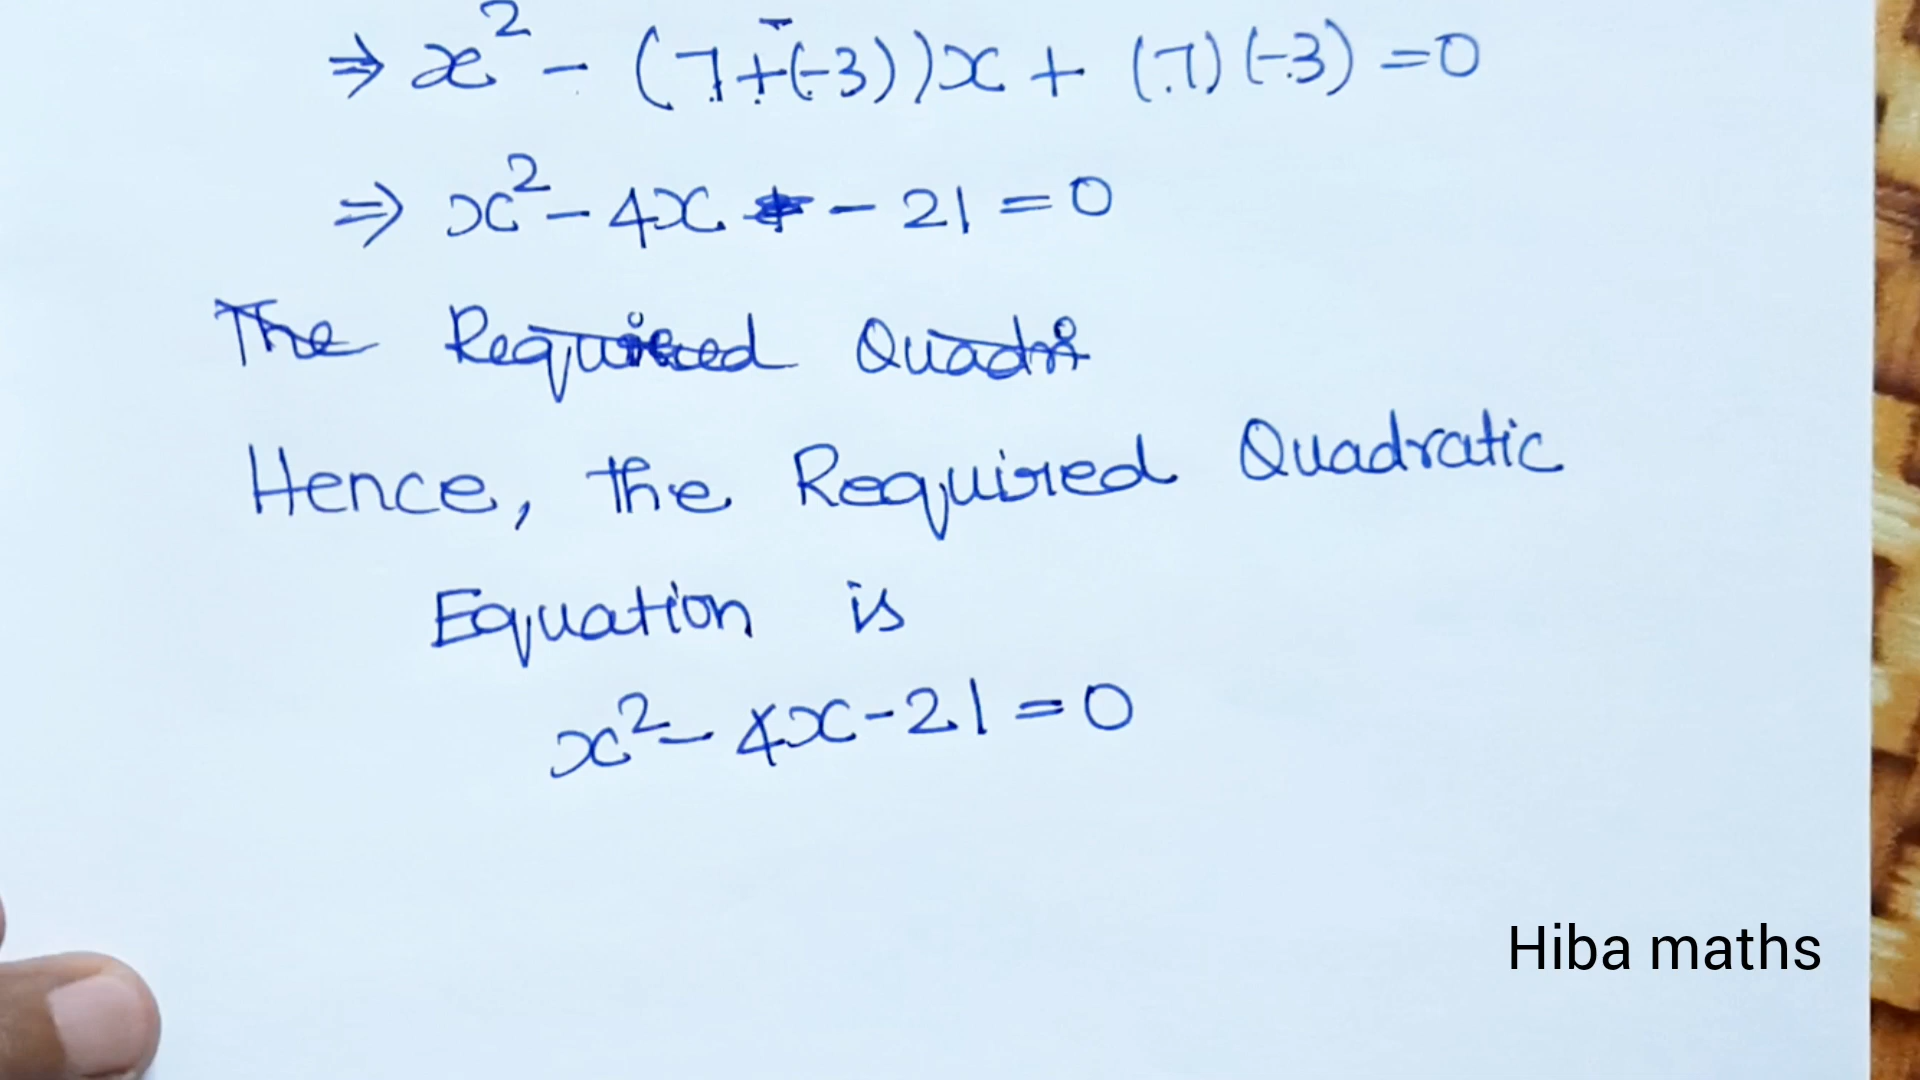 ⇒ x² - (7+(-3))x + (7)(-3) = 0
⇒ x² - 4x - 21 = 0
The Required Quadri
Hence, the Required Quadratic
Equation is
x² - 4x - 21 = 0
Hiba maths